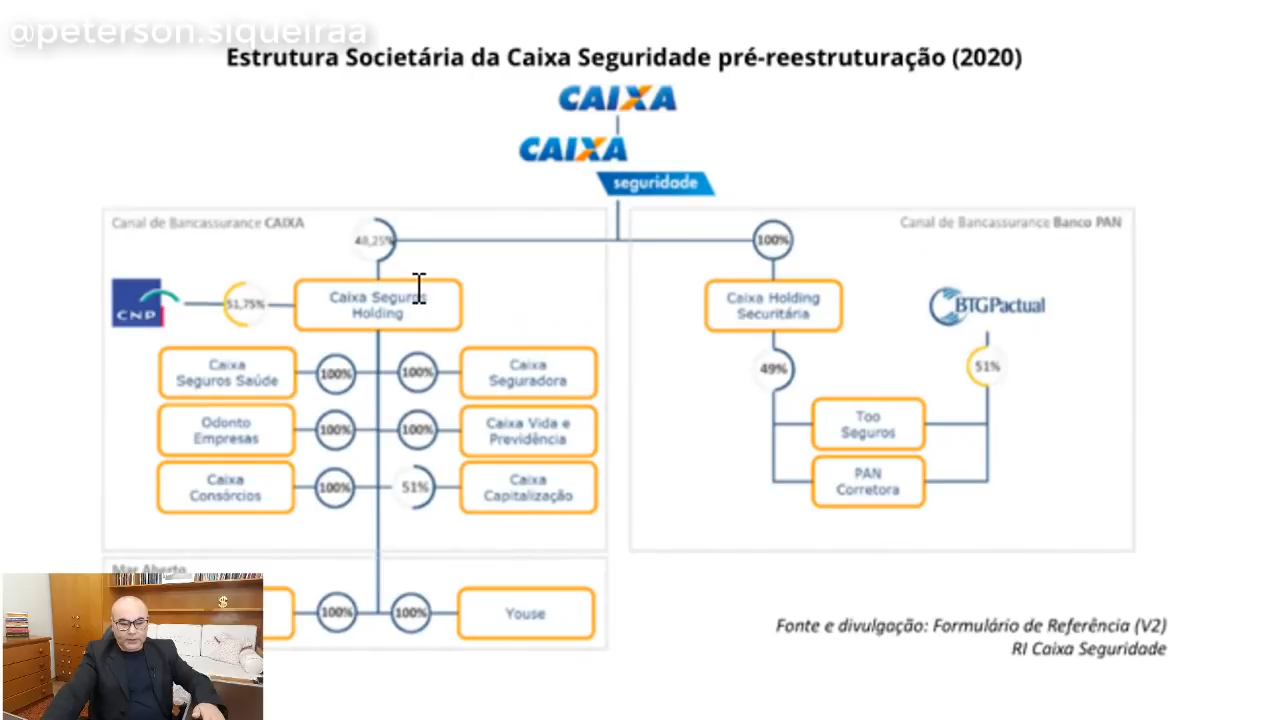 @peterson.siqueiraa
Estrutura Societária da Caixa Seguridade pré-reestruturação (2020)
CAIXA
CAIXA
seguridade
Canal de Bancassurance CAIXA
Canal de Bancassurance Banco PAN
48,25%
100%
CNP
51,75%
Caixa Seguros
Holding
Caixa Holding
Securitária
BTGPactual
Caixa
Seguros Saúde
100%
100%
Caixa
Seguradora
49%
51%
Odonto
Empresas
100%
100%
Caixa Vida e
Previdência
Too
Seguros
Caixa
Consórcios
100%
51%
Caixa
Capitalização
PAN
Corretora
Mar Aberto
100%
100%
Youse
Fonte e divulgação: Formulário de Referência (V2)
RI Caixa Seguridade